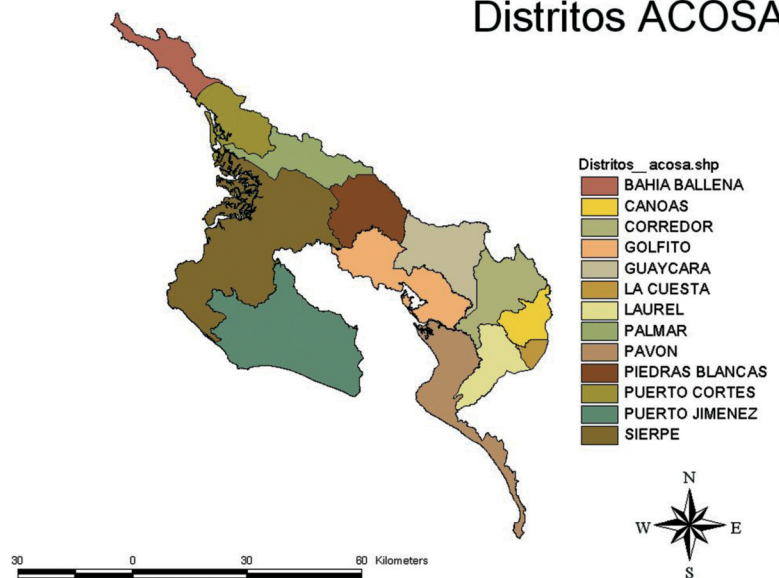 Distritos ACOSA
Distritos__acosa.shp
BAHIA BALLENA
CANOAS
CORREDOR
GOLFITO
GUAYCARA
LA CUESTA
LAUREL
PALMAR
PAVON
PIEDRAS BLANCAS
PUERTO CORTES
PUERTO JIMENEZ
SIERPE
N
W E
S
30 0 30 60 Kilometers